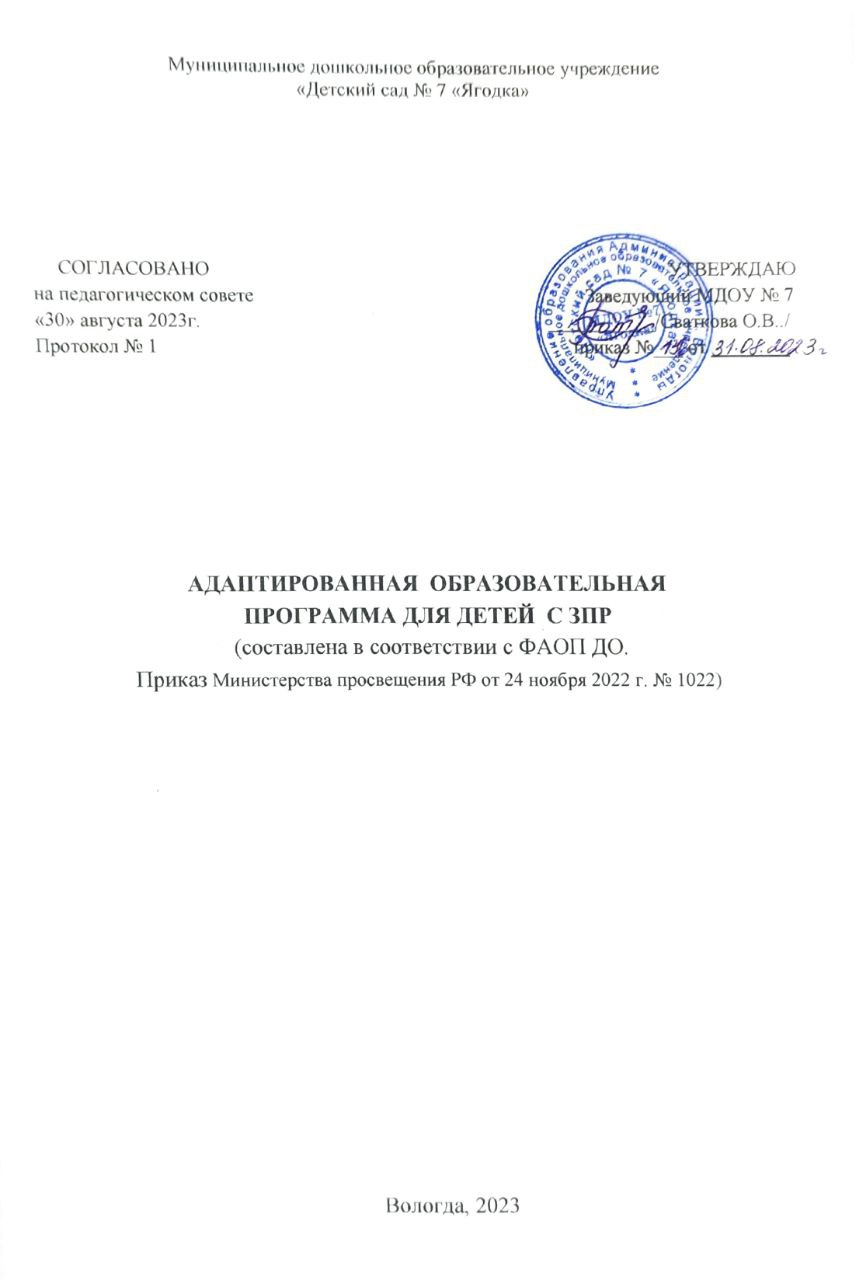 Муниципальное дошкольное образовательное учреждение
«Детский сад № 7 «Ягодка»
СОГЛАСОВАНО
на педагогическом совете
«30» августа 2023г.
Протокол № 1
УТВЕРЖДАЮ
Заведующий МДОУ № 7
/Сваткова О.В../
приказ № от 31.08.2023 г
АДАПТИРОВАННАЯ ОБРАЗОВАТЕЛЬНАЯ
ПРОГРАММА ДЛЯ ДЕТЕЙ С ЗПР
(составлена в соответствии с ФАОП ДО.
Приказ Министерства просвещения РФ от 24 ноября 2022 г. № 1022)
Вологда, 2023